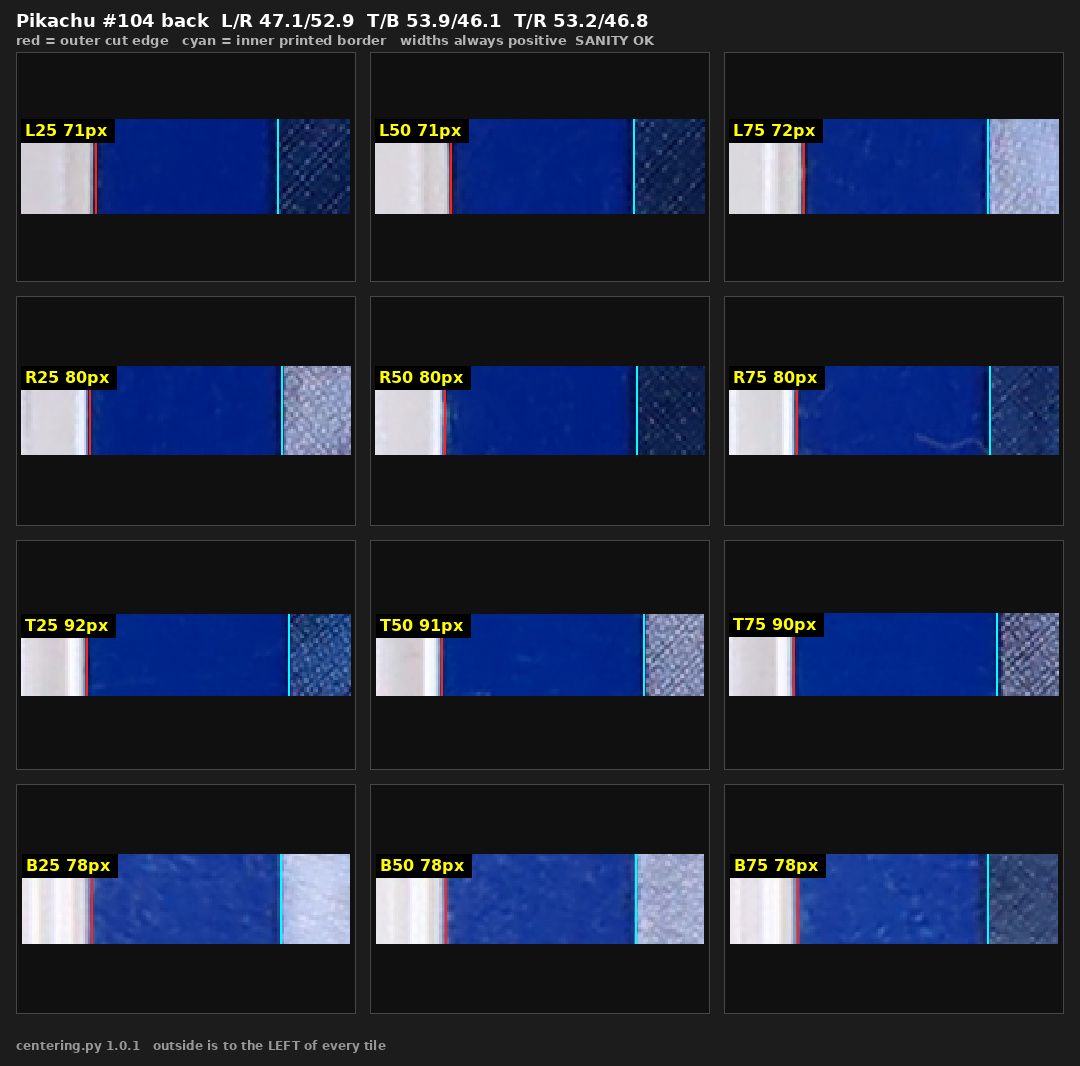 Pikachu #104 back  L/R 47.1/52.9  T/B 53.9/46.1  T/R 53.2/46.8
red = outer cut edge   cyan = inner printed border   widths always positive  SANITY OK
L25 71px
L50 71px
L75 72px
R25 80px
R50 80px
R75 80px
T25 92px
T50 91px
T75 90px
B25 78px
B50 78px
B75 78px
centering.py 1.0.1   outside is to the LEFT of every tile